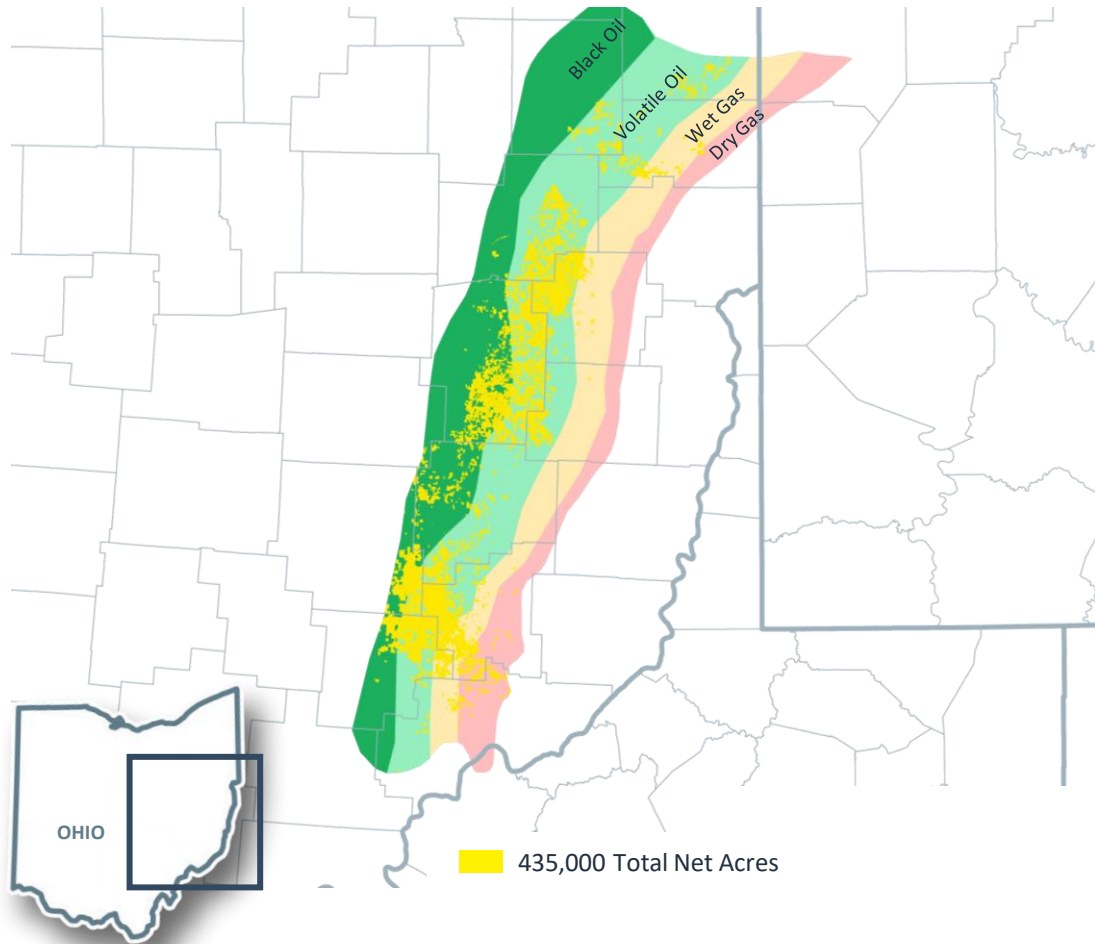 Black Oil
Volatile Oil
Wet Gas
Dry Gas
OHIO
435,000 Total Net Acres